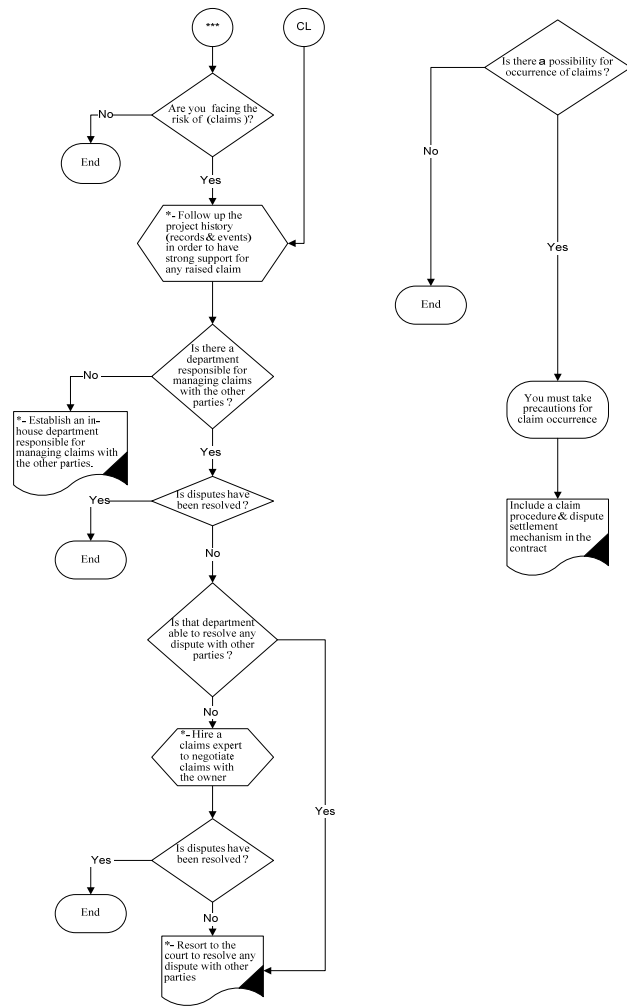 ***
CL
Are you facing the
risk of (claims )?
No
End
Yes
*- Follow up the
project history
(records & events)
in order to have
strong support for
any raised claim
Is there a
department
responsible for
managing claims
with the other
parties ?
No
*- Establish an in-
house department
responsible for
managing claims with
the other parties.
Yes
Is disputes have
been resolved ?
Yes
End
No
Is that department
able to resolve any
dispute with other
parties ?
No
Yes
*- Hire a
claims expert
to negotiate
claims with
the owner
Is disputes have
been resolved ?
Yes
End
No
*- Resort to the
court to resolve any
dispute with other
parties
Is there a possibility for
occurrence of claims ?
No
End
Yes
You must take
precautions for
claim occurrence
Include a claim
procedure & dispute
settlement
mechanism in the
contract